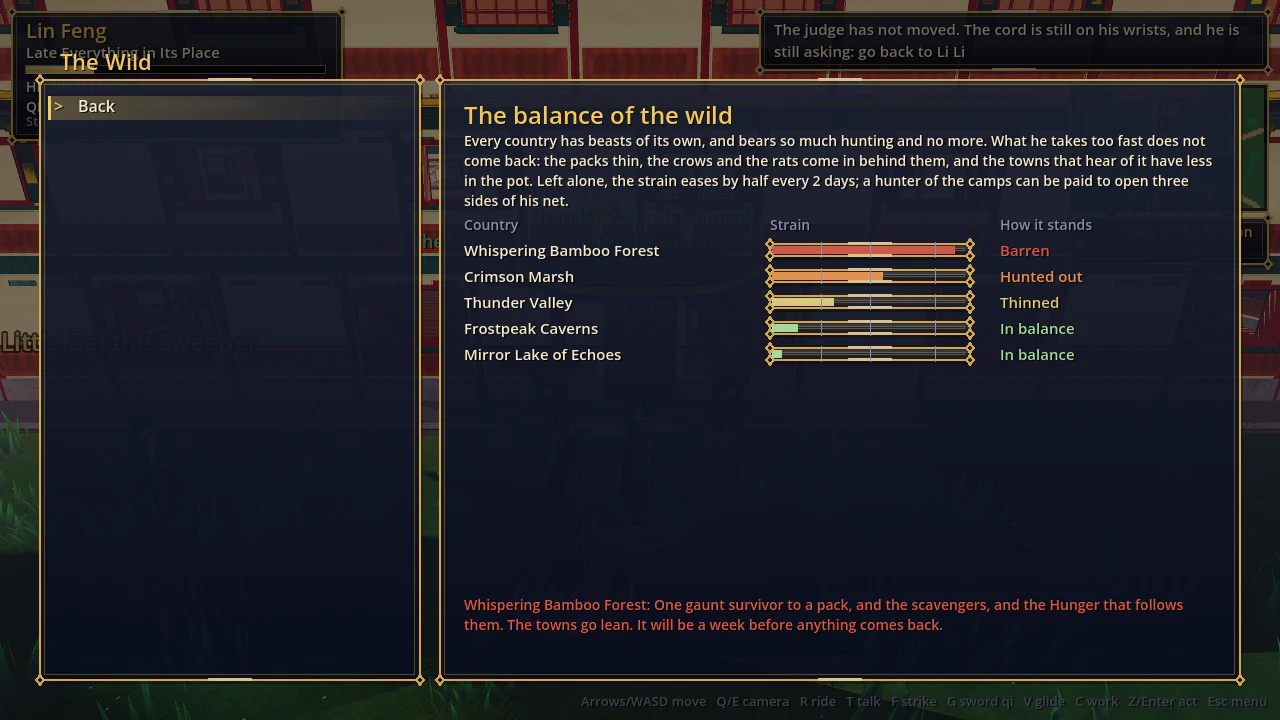 Lin Feng
Late Everything in Its Place
The Wild
The judge has not moved. The cord is still on his wrists, and he is
still asking: go back to Li Li
> Back
The balance of the wild
Every country has beasts of its own, and bears so much hunting and no more. What he takes too fast does not
come back: the packs thin, the crows and the rats come in behind them, and the towns that hear of it have less
in the pot. Left alone, the strain eases by half every 2 days; a hunter of the camps can be paid to open three
sides of his net.
Country Strain How it stands
Whispering Bamboo Forest Barren
Crimson Marsh Hunted out
Thunder Valley Thinned
Frostpeak Caverns In balance
Mirror Lake of Echoes In balance
Whispering Bamboo Forest: One gaunt survivor to a pack, and the scavengers, and the Hunger that follows
them. The towns go lean. It will be a week before anything comes back.
Arrows/WASD move Q/E camera R ride T talk F strike G sword qi V glide C work Z/Enter act Esc menu